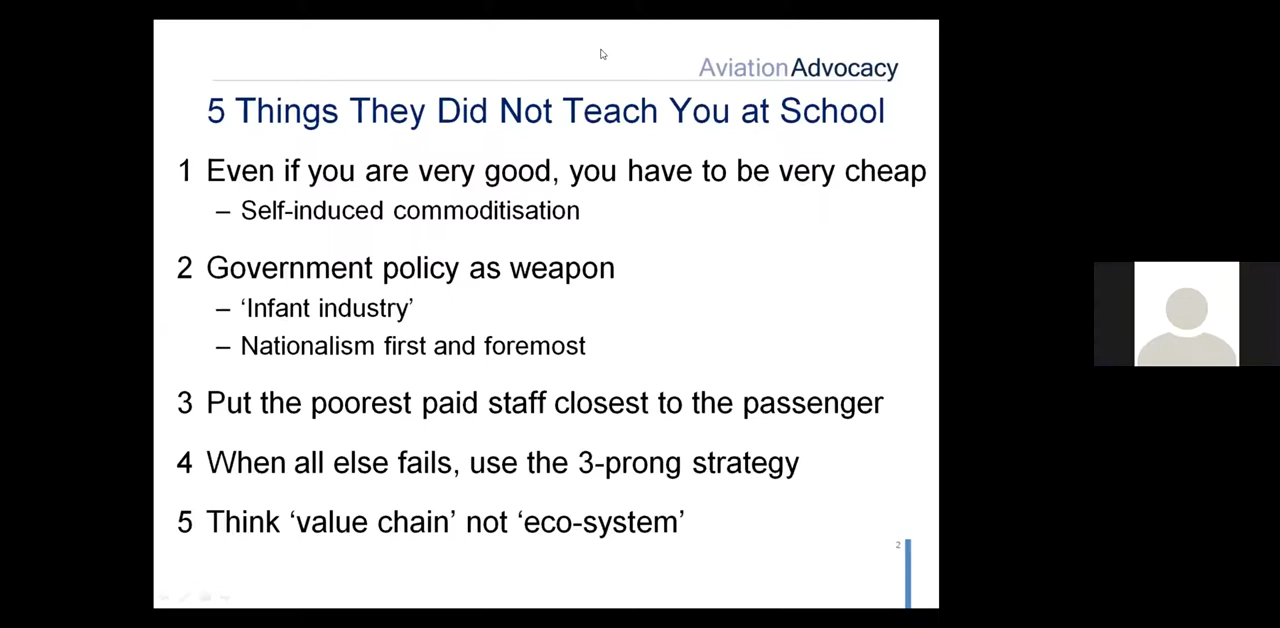 AviationAdvocacy
5 Things They Did Not Teach You at School
1 Even if you are very good, you have to be very cheap
– Self-induced commoditisation
2 Government policy as weapon
– ‘Infant industry’
– Nationalism first and foremost
3 Put the poorest paid staff closest to the passenger
4 When all else fails, use the 3-prong strategy
5 Think ‘value chain’ not ‘eco-system’
2